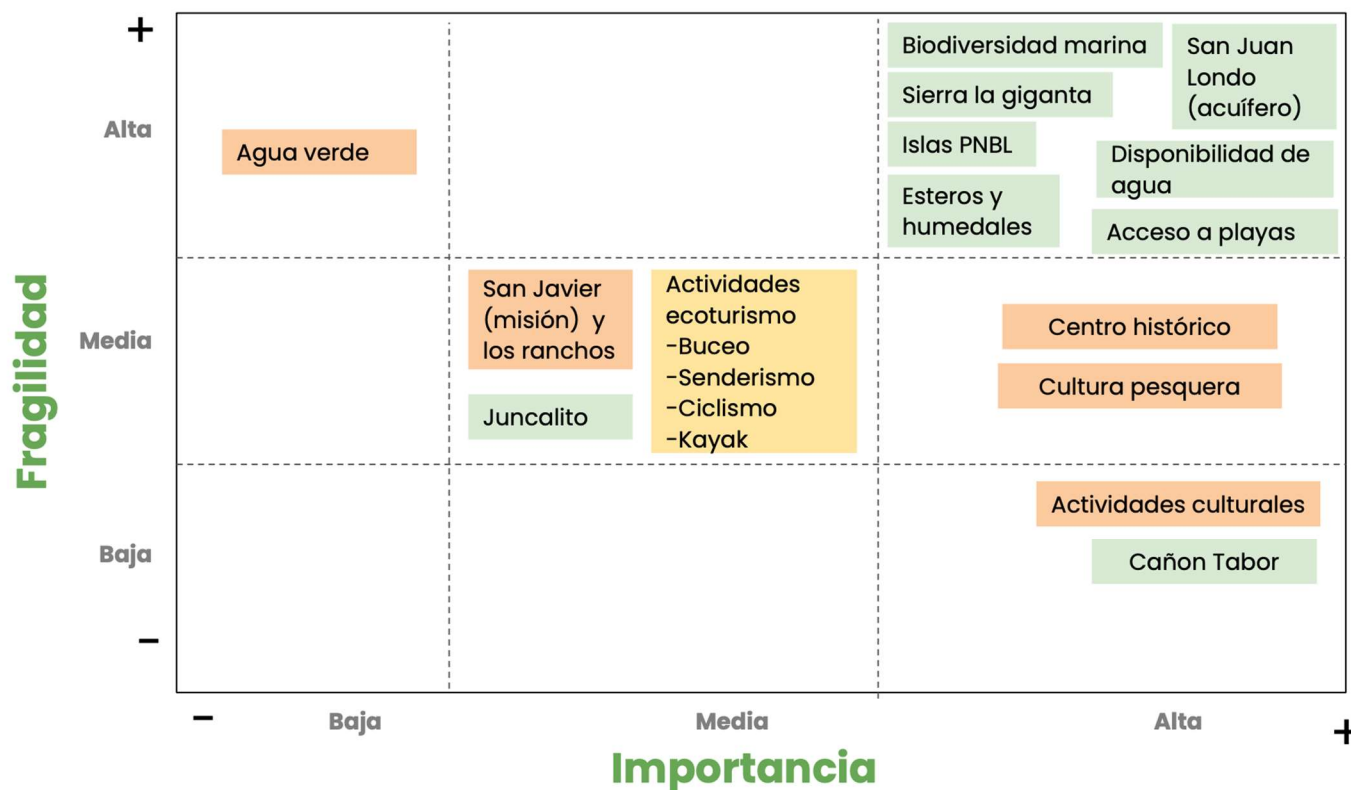 +
Biodiversidad marina
San Juan
Londo
(acuífero)
Sierra la giganta
Alta
Agua verde
Islas PNBL
Disponibilidad de
agua
Esteros y
humedales
Acceso a playas
Fragilidad
Media
San Javier
(misión) y
los ranchos
Actividades
ecoturismo
-Buceo
-Senderismo
-Ciclismo
-Kayak
Juncalito
Centro histórico
Cultura pesquera
Baja
Actividades culturales
Cañon Tabor
−
−
Baja
Media
Alta
+
Importancia